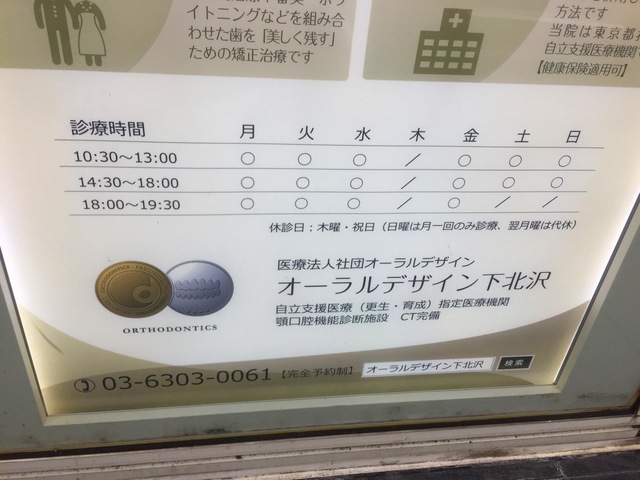 イトニングなどを組み合
わせた歯を「美しく残す」
ための矯正治療です
方法です
当院は東京都
自立支援医療機関
【健康保険適用可】
診療時間 月 火 水 木 金 土 日
10:30～13:00 ○ ○ ○ ／ ○ ○ ○
14:30～18:00 ○ ○ ○ ／ ○ ○ ○
18:00～19:30 ○ ○ ○ ／ ○ ／ ／
休診日：木曜・祝日（日曜は月一回のみ診療、翌月曜は代休）
医療法人社団オーラルデザイン
オーラルデザイン下北沢
自立支援医療（更生・育成）指定医療機関
顎口腔機能診断施設 CT完備
ORTHODONTICS
03-6303-0061【完全予約制】 オーラルデザイン下北沢 検索